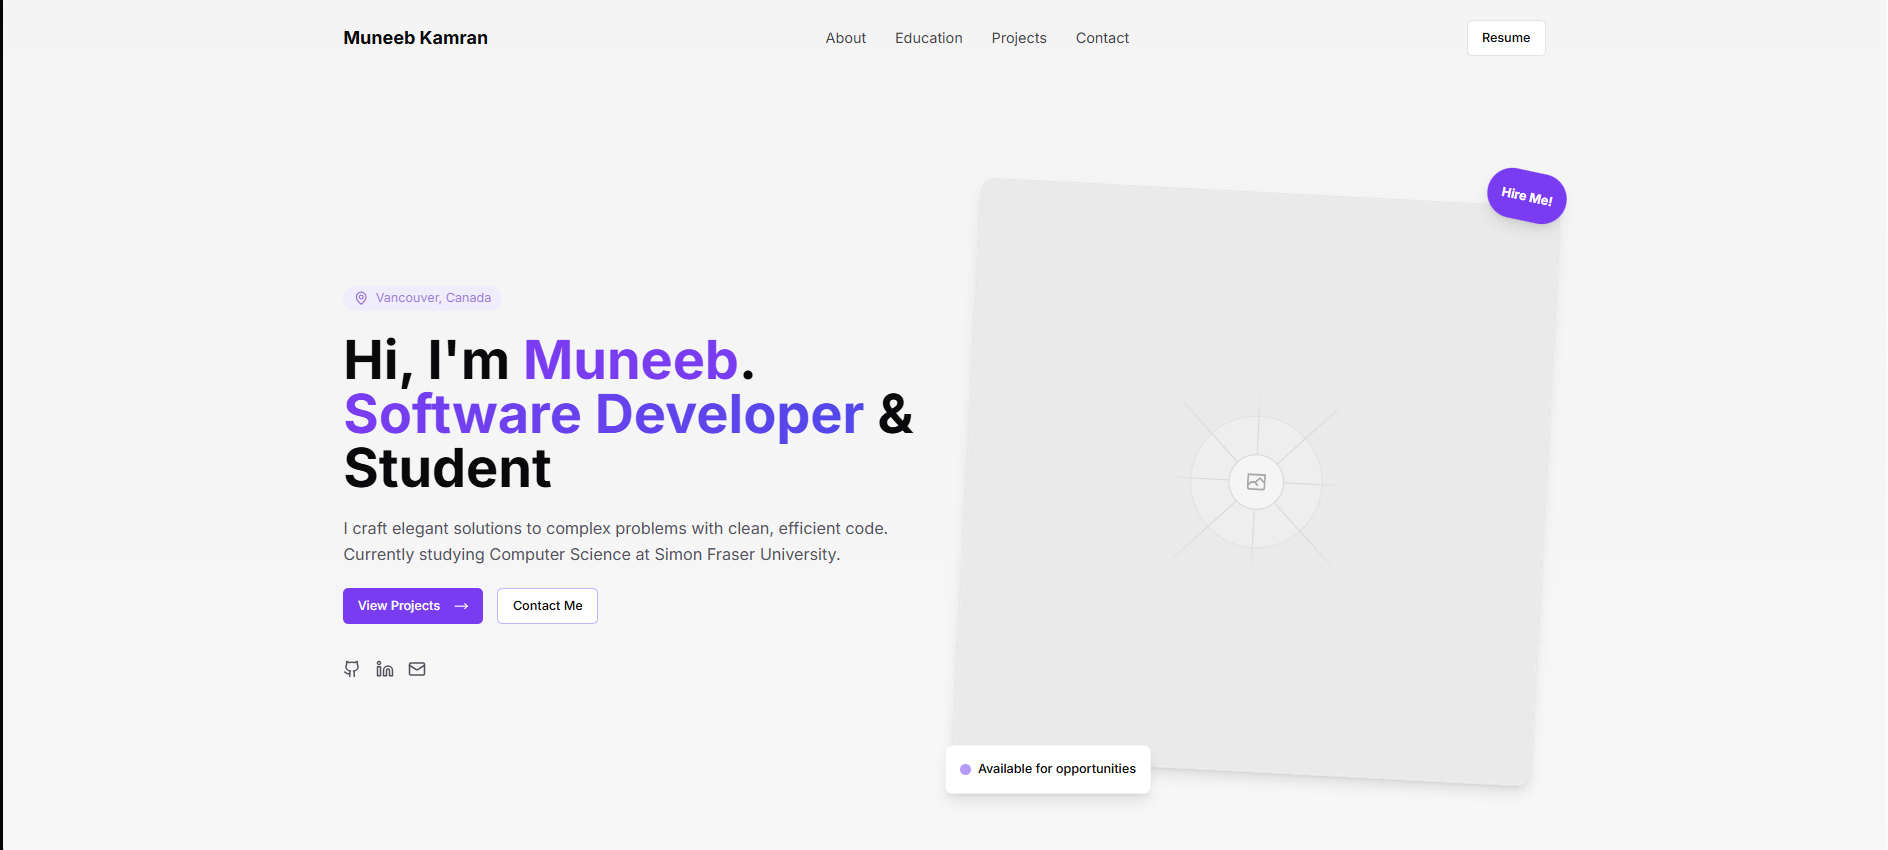 Muneeb Kamran
About
Education
Projects
Contact
Resume
Hire Me!
Vancouver, Canada
Hi, I'm Muneeb.
Software Developer &
Student
I craft elegant solutions to complex problems with clean, efficient code.
Currently studying Computer Science at Simon Fraser University.
View Projects →
Contact Me
Available for opportunities